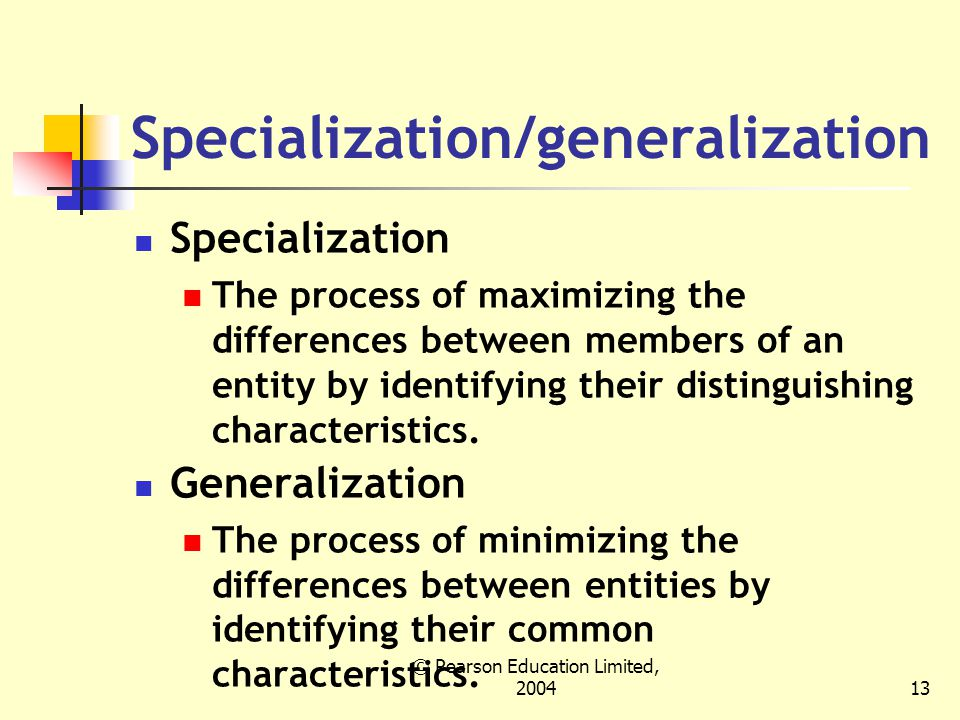 Specialization/generalization
Specialization
The process of maximizing the
differences between members of an
entity by identifying their distinguishing
characteristics.
Generalization
The process of minimizing the
differences between entities by
identifying their common
characteristics.
© Pearson Education Limited,
2004
13